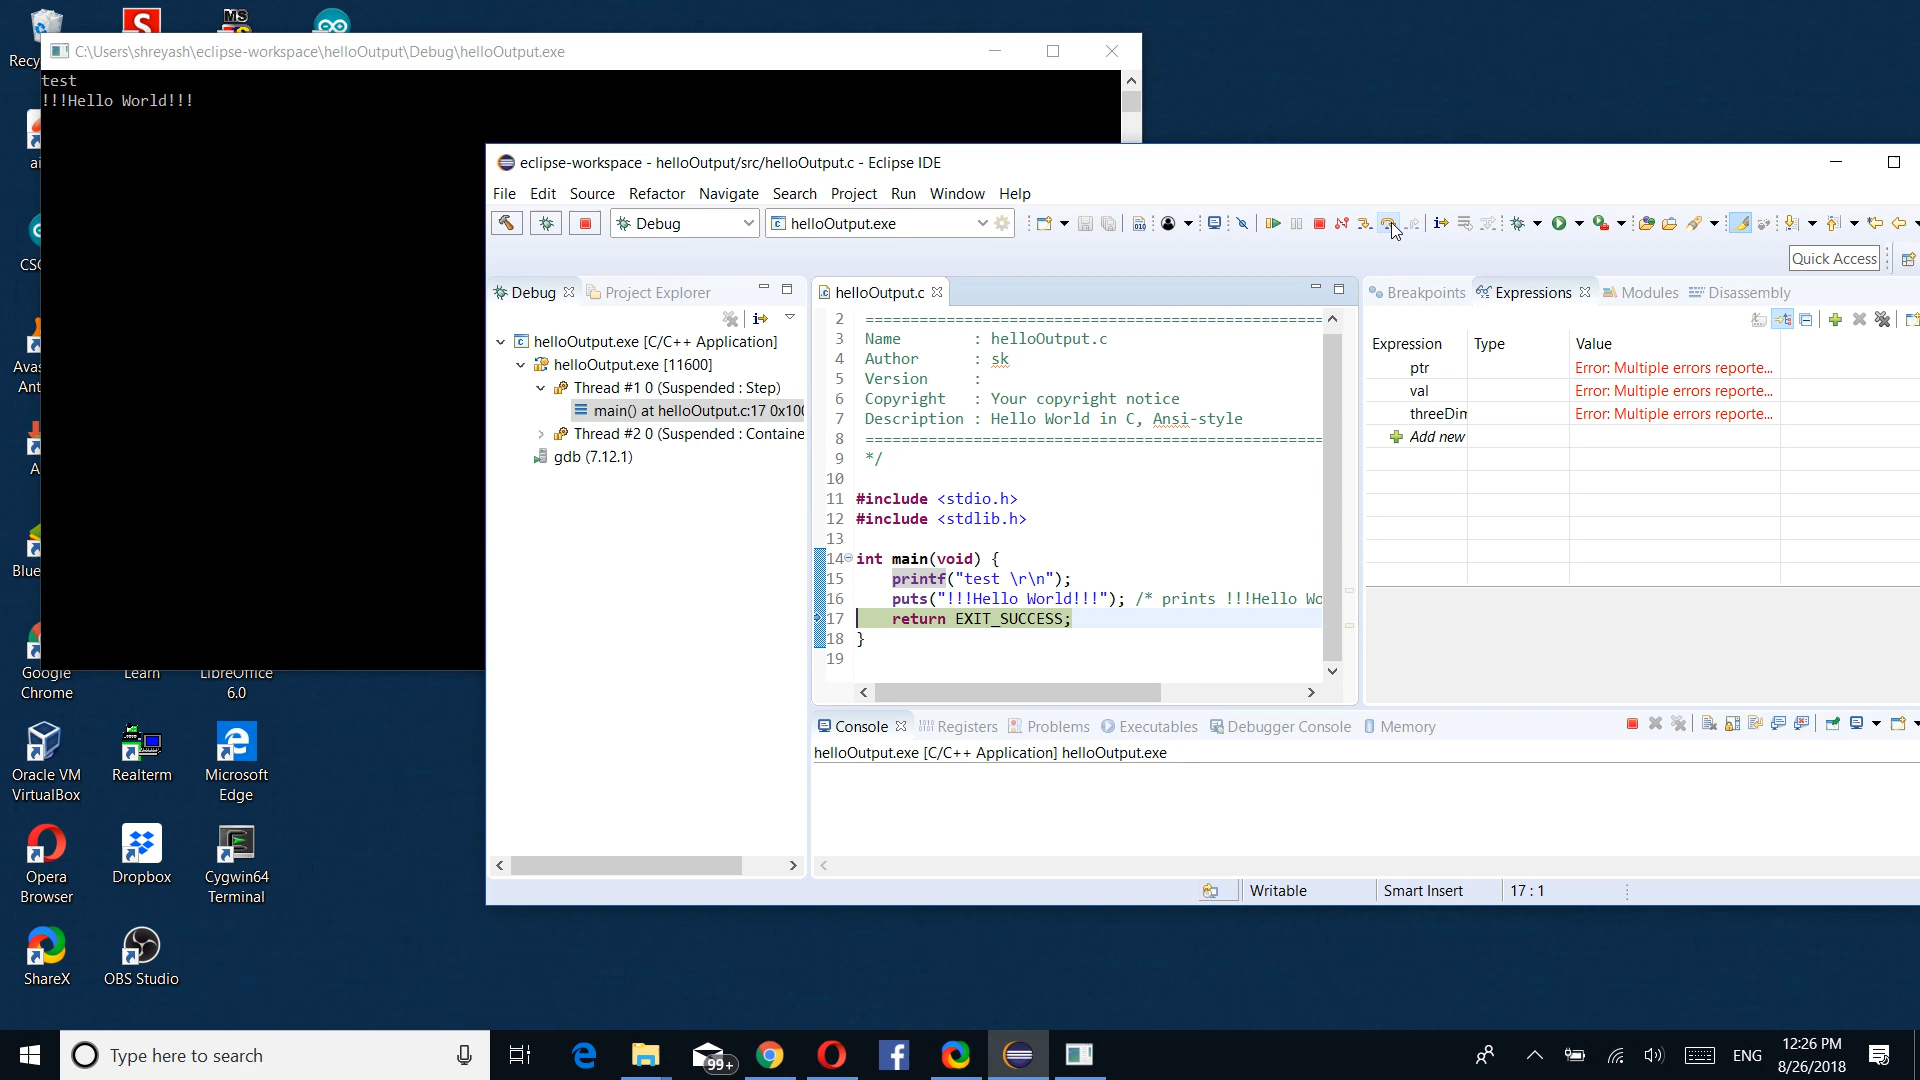 Recy
S
MS
C:\Users\shreyash\eclipse-workspace\helloOutput\Debug\helloOutput.exe
test
!!!Hello World!!!
ai
CSC
Avas
Ant
A
Blue
Google
Chrome
Learn
LibreOffice
6.0
Oracle VM
VirtualBox
Realterm
Microsoft
Edge
Opera
Browser
Dropbox
Cygwin64
Terminal
ShareX
OBS Studio
eclipse-workspace - helloOutput/src/helloOutput.c - Eclipse IDE
File Edit Source Refactor Navigate Search Project Run Window Help
Debug helloOutput.exe
Quick Access
Debug Project Explorer
helloOutput.exe [C/C++ Application]
helloOutput.exe [11600]
Thread #1 0 (Suspended : Step)
main() at helloOutput.c:17 0x100
Thread #2 0 (Suspended : Containe
gdb (7.12.1)
helloOutput.c
2 ===================================================
3 Name : helloOutput.c
4 Author : sk
5 Version :
6 Copyright : Your copyright notice
7 Description : Hello World in C, Ansi-style
8 ===================================================
9 */
10
11 #include <stdio.h>
12 #include <stdlib.h>
13
14 int main(void) {
15 printf("test \r\n");
16 puts("!!!Hello World!!!"); /* prints !!!Hello Wo
17 return EXIT_SUCCESS;
18 }
19
Breakpoints Expressions Modules Disassembly
Expression Type Value
ptr Error: Multiple errors reporte...
val Error: Multiple errors reporte...
threeDim Error: Multiple errors reporte...
Add new
Console Registers Problems Executables Debugger Console Memory
helloOutput.exe [C/C++ Application] helloOutput.exe
Writable Smart Insert 17 : 1
Type here to search
99+
ENG
12:26 PM
8/26/2018